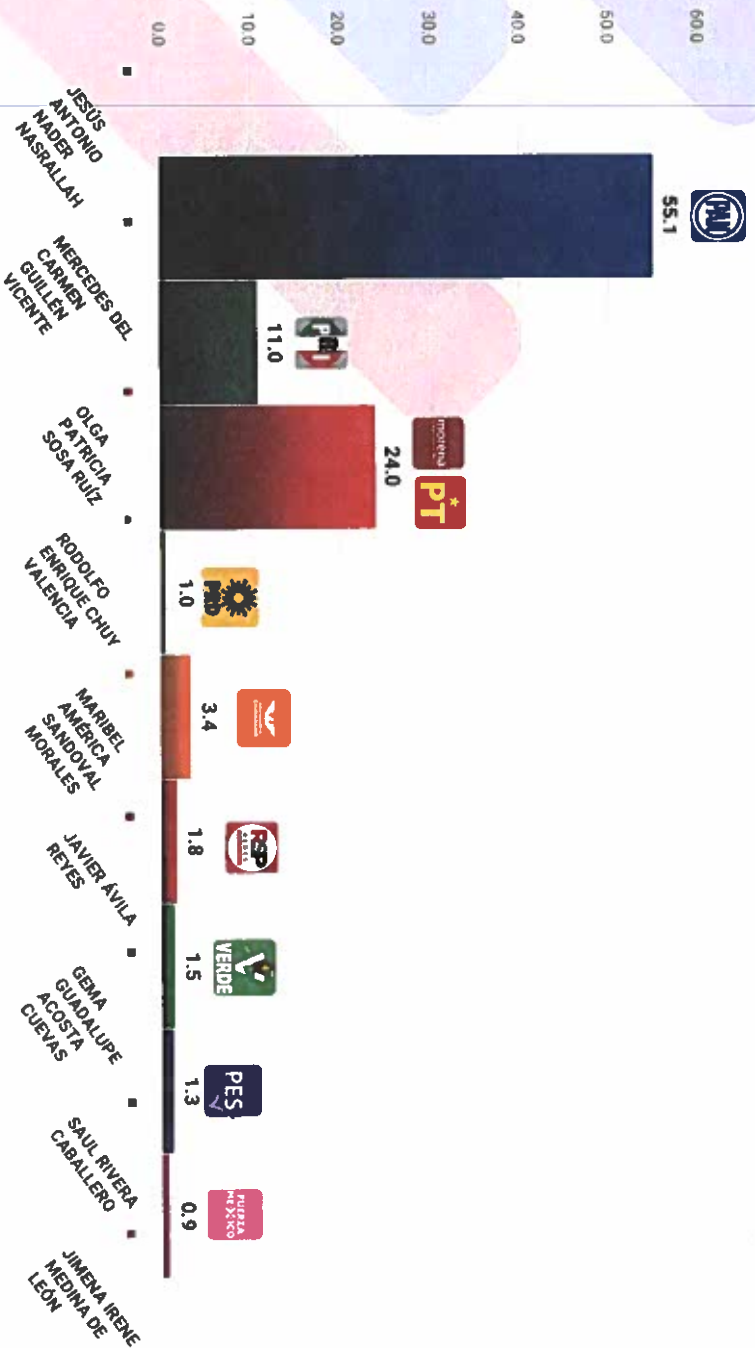 60.0
50.0
40.0
30.0
20.0
10.0
0.0
PAN
55.1
11.0
morena
PT
24.0
PRD
1.0
3.4
RSP
REDES
1.8
VERDE
1.5
PES
1.3
FUERZA
MEXICO
0.9
JESÚS
ANTONIO
NADER
NASRALLAH
MERCEDES DEL
CARMEN
GUILLÉN
VICENTE
OLGA
PATRICIA
SOSA RUÍZ
RODOLFO
ENRIQUE CHUY
VALENCIA
MARIBEL
AMÉRICA
SANDOVAL
MORALES
JAVIER ÁVILA
REYES
GEMA
GUADALUPE
ACOSTA
CUEVAS
SAUL RIVERA
CABALLERO
JIMENA IRENE
MEDINA DE
LEÓN